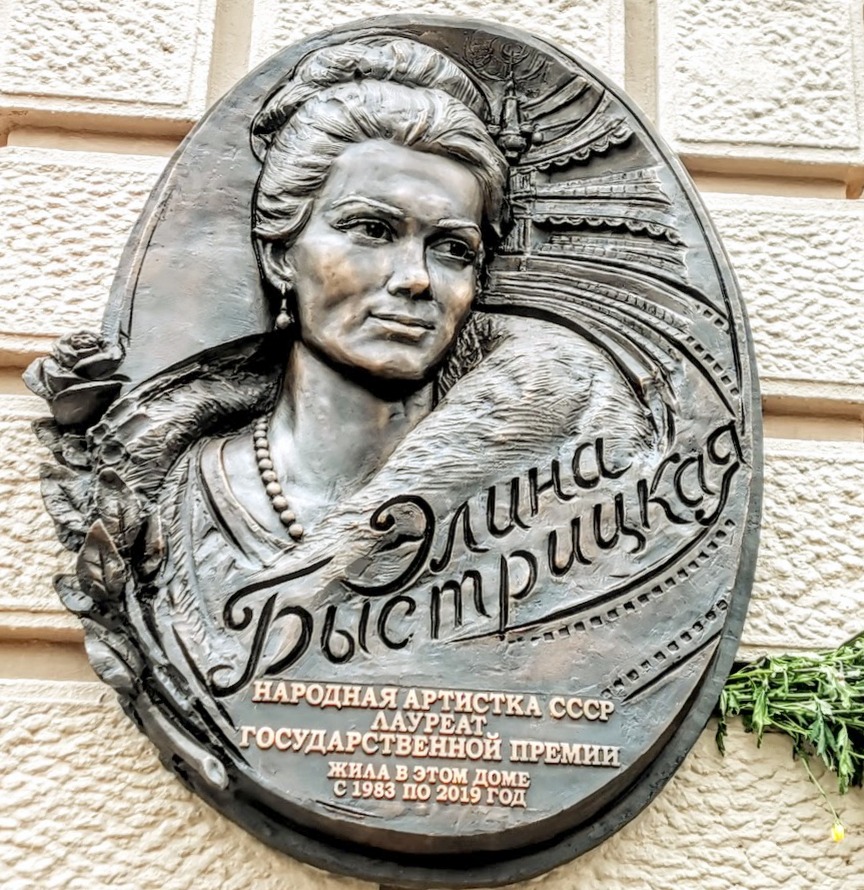 Элина
Быстрицкая
НАРОДНАЯ АРТИСТКА СССР
ЛАУРЕАТ
ГОСУДАРСТВЕННОЙ ПРЕМИИ
ЖИЛА В ЭТОМ ДОМЕ
С 1983 ПО 2019 ГОД